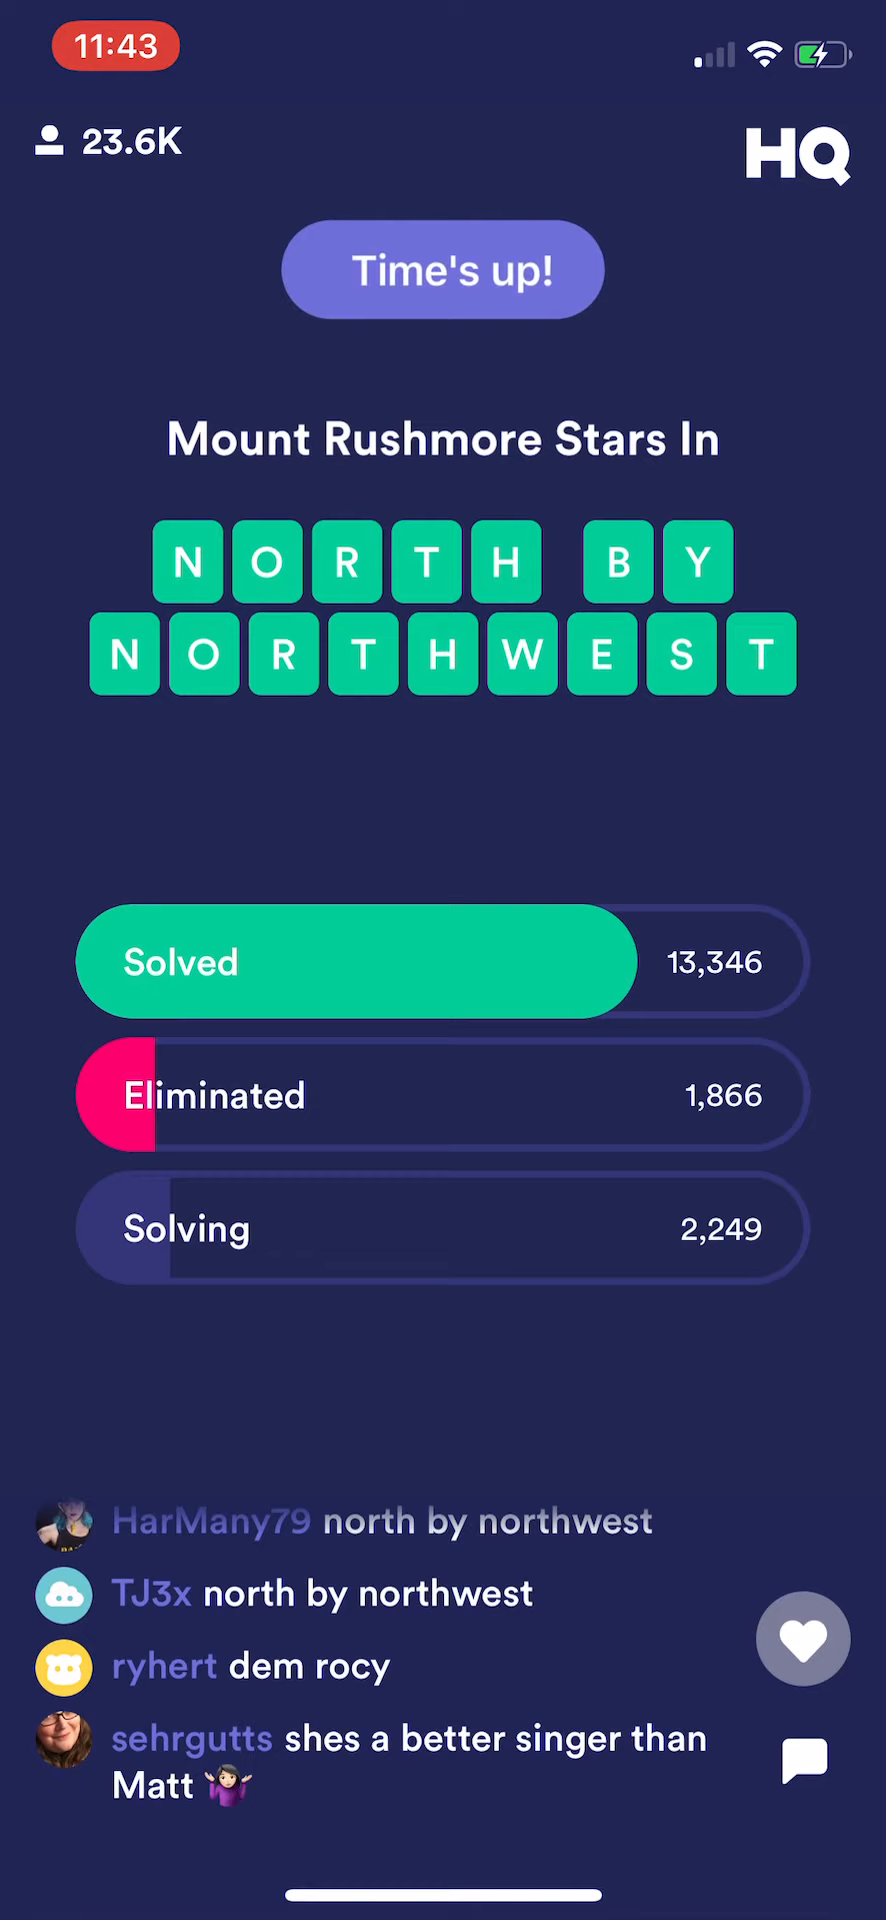 11:43
23.6K
HQ
Time's up!
Mount Rushmore Stars In
NORTH BY
NORTHWEST
Solved 13,346
Eliminated 1,866
Solving 2,249
HarMany79 north by northwest
TJ3x north by northwest
ryhert dem rocy
sehrgutts shes a better singer than
Matt 🤷🏻‍♀️